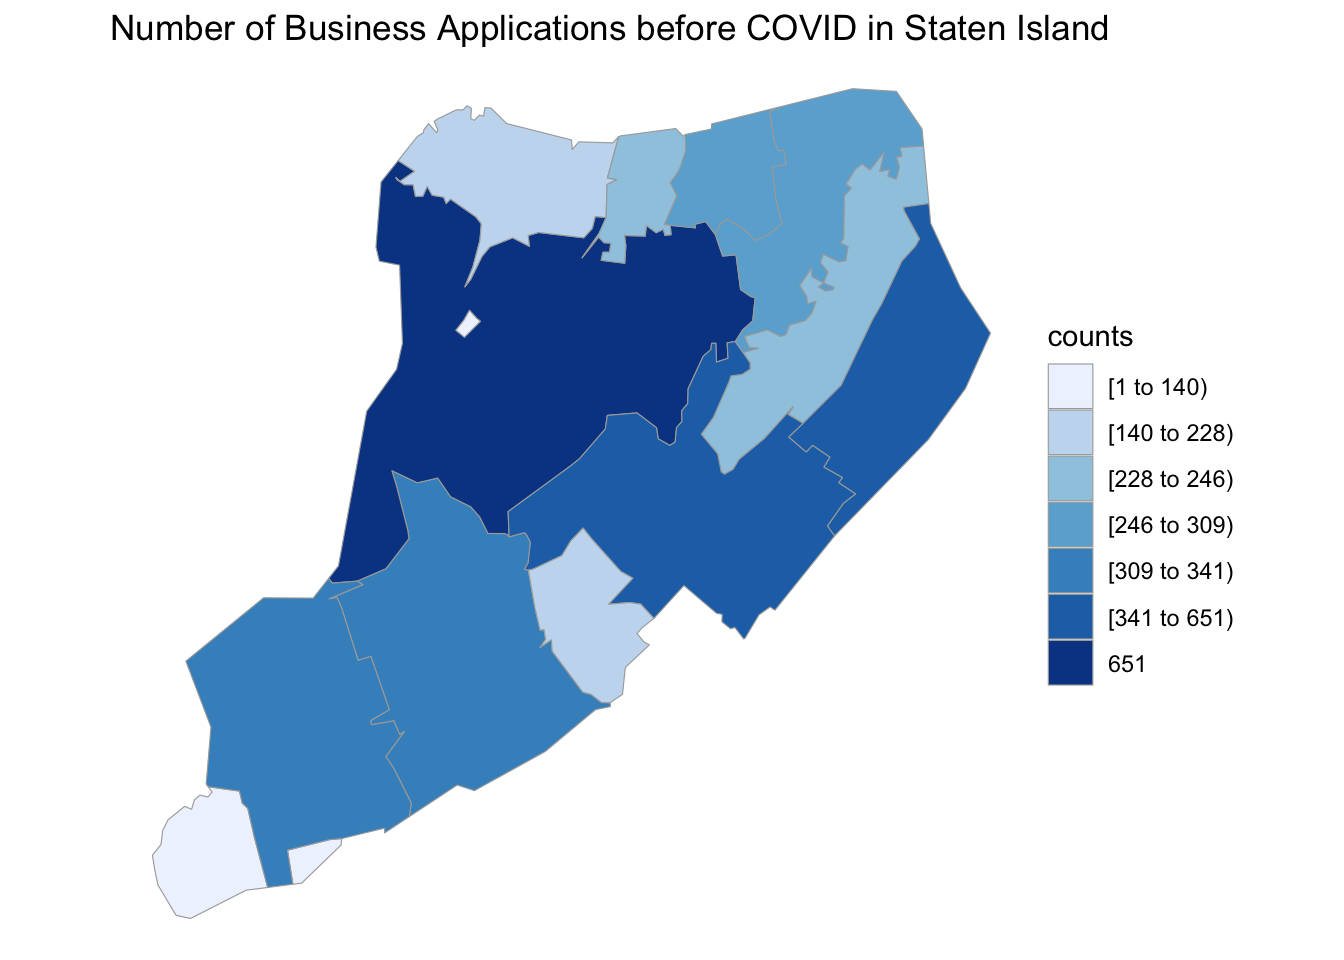 Number of Business Applications before COVID in Staten Island
counts
[1 to 140)
[140 to 228)
[228 to 246)
[246 to 309)
[309 to 341)
[341 to 651)
651